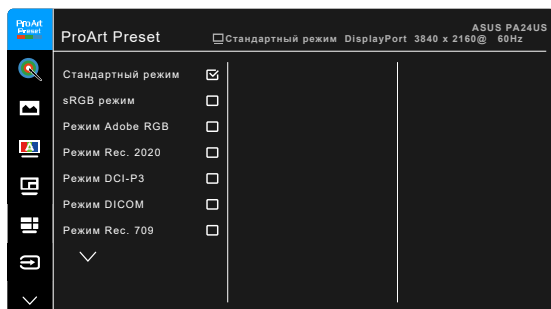 ProArt
Preset
ProArt Preset
ASUS PA24US
Стандартный режим DisplayPort 3840 x 2160@ 60Hz
Стандартный режим
sRGB режим
Режим Adobe RGB
Режим Rec. 2020
Режим DCI-P3
Режим DICOM
Режим Rec. 709
A